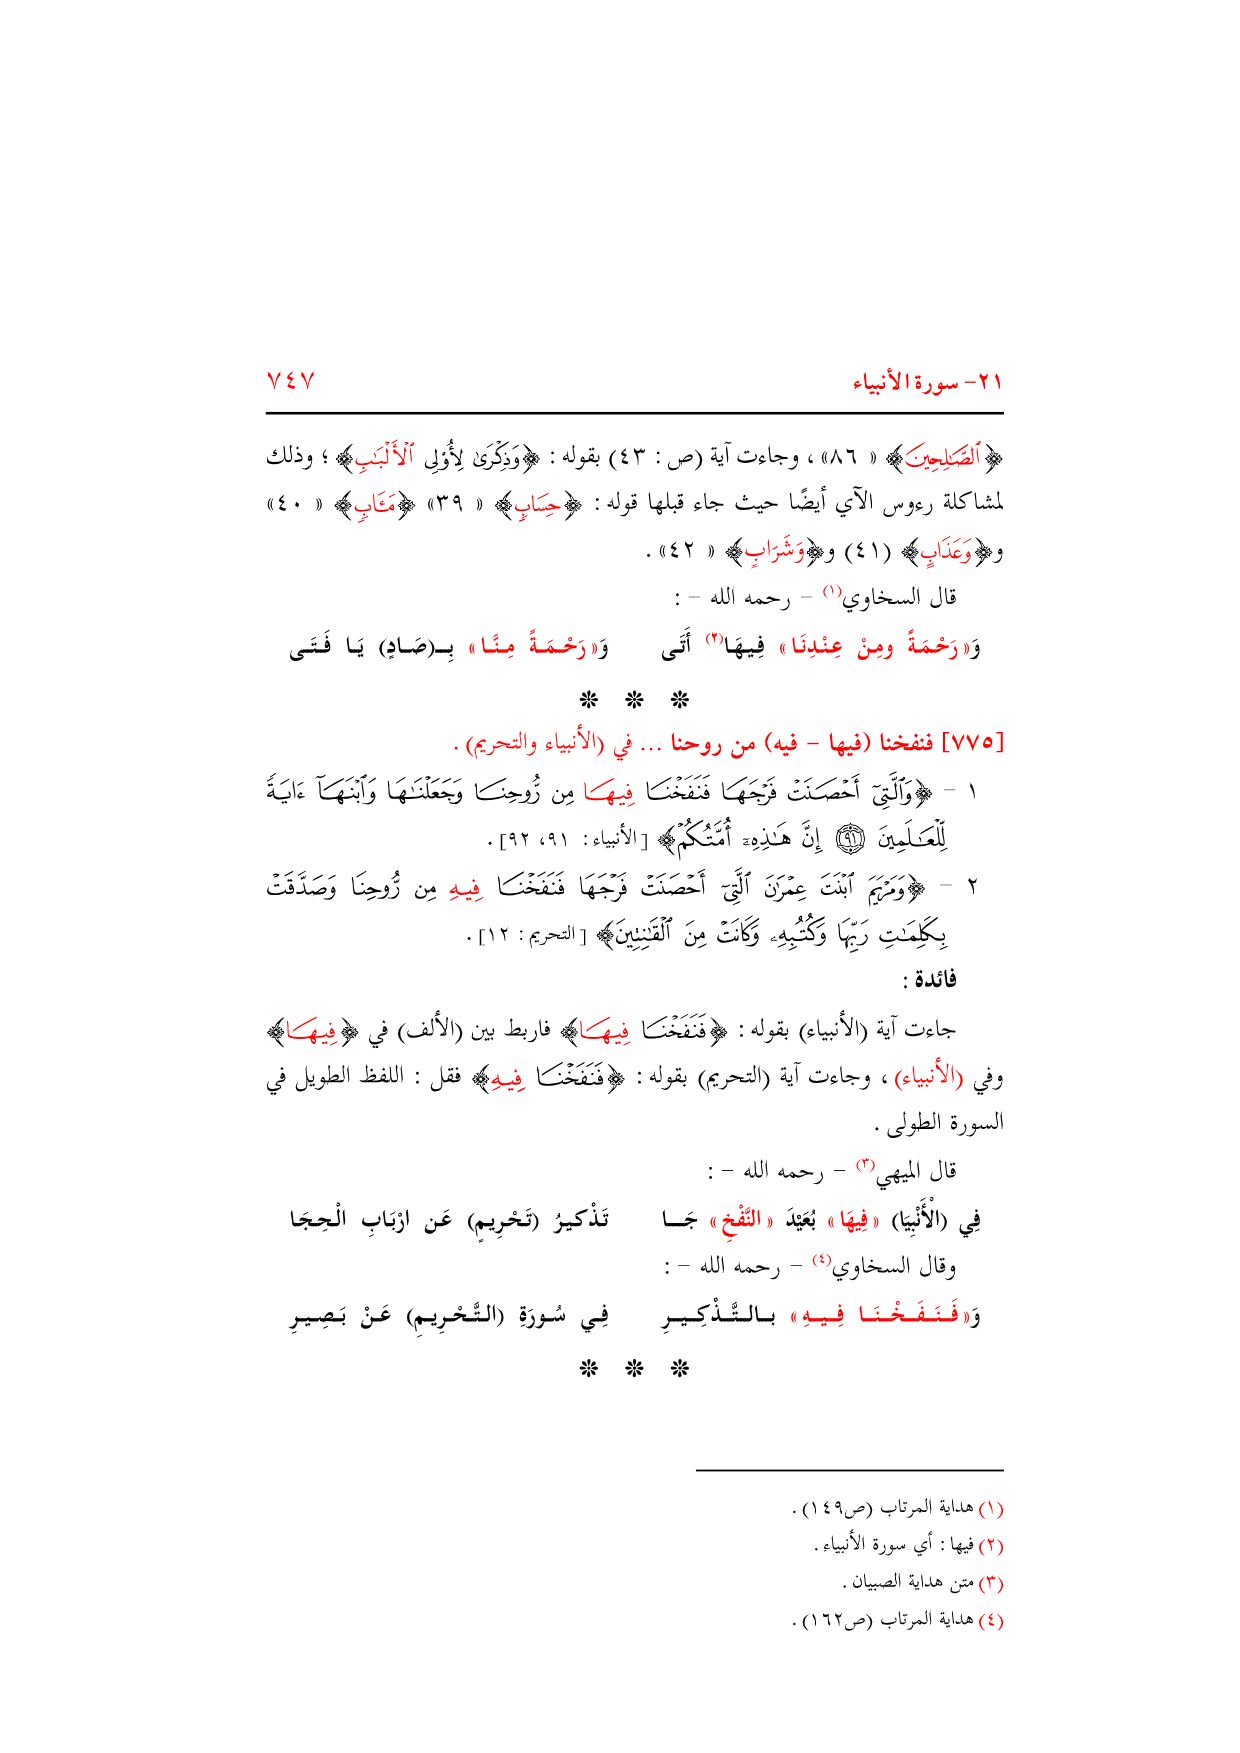 ٢١- سورة الأنبياء ٧٤٧
﴿ٱلصَّـٰلِحِينَ﴾ « ٨٦» ، وجاءت آية (ص : ٤٣) بقوله : ﴿وَذِكْرَىٰ لِأُو۟لِى ٱلْأَلْبَـٰبِ﴾ ؛ وذلك
لمشاكلة رءوس الآي أيضًا حيث جاء قبلها قوله : ﴿حِسَابٍ﴾ « ٣٩» ﴿مَـَٔابٍ﴾ « ٤٠»
و﴿وَعَذَابٍ﴾ (٤١) و﴿وَشَرَابٍ﴾ « ٤٢» .
قال السخاوي(١) – رحمه الله – :
وَ«رَحْمَةً ومِنْ عِنْدِنَا» فِيهَا(٢) أَتَى وَ«رَحْمَةً مِنَّا» بِـ(صَادٍ) يَا فَتَى
❊ ❊ ❊
[٧٧٥] فنفخنا (فيها – فيه) من روحنا ... في (الأنبياء والتحريم) .
١ – ﴿وَٱلَّتِىٓ أَحْصَنَتْ فَرْجَهَا فَنَفَخْنَا فِيهَا مِن رُّوحِنَا وَجَعَلْنَـٰهَا وَٱبْنَهَآ ءَايَةً
لِّلْعَـٰلَمِينَ ٩١ إِنَّ هَـٰذِهِۦٓ أُمَّتُكُمْ﴾ [الأنبياء : ٩١، ٩٢] .
٢ – ﴿وَمَرْيَمَ ٱبْنَتَ عِمْرَٰنَ ٱلَّتِىٓ أَحْصَنَتْ فَرْجَهَا فَنَفَخْنَا فِيهِ مِن رُّوحِنَا وَصَدَّقَتْ
بِكَلِمَـٰتِ رَبِّهَا وَكُتُبِهِۦ وَكَانَتْ مِنَ ٱلْقَـٰنِتِينَ﴾ [التحريم : ١٢] .
فائدة :
جاءت آية (الأنبياء) بقوله : ﴿فَنَفَخْنَا فِيهَا﴾ فاربط بين (الألف) في ﴿فِيهَا﴾
وفي (الأنبياء) ، وجاءت آية (التحريم) بقوله : ﴿فَنَفَخْنَا فِيهِ﴾ فقل : اللفظ الطويل في
السورة الطولى .
قال الميهي(٣) – رحمه الله – :
فِي (الْأَنْبِيَا) «فِيهَا» بُعَيْدَ «النَّفْخِ» جَا تَذْكيرُ (تَحْرِيمٍ) عَن ارْبَابِ الْحِجَا
وقال السخاوي(٤) – رحمه الله – :
وَ«فَنَفَخْنَا فِيهِ» بالتَّذْكِيرِ فِي سُورَةِ (التَّحْرِيمِ) عَنْ بَصِيرِ
❊ ❊ ❊
(١) هداية المرتاب (ص١٤٩) .
(٢) فيها : أي سورة الأنبياء .
(٣) متن هداية الصبيان .
(٤) هداية المرتاب (ص١٦٢) .